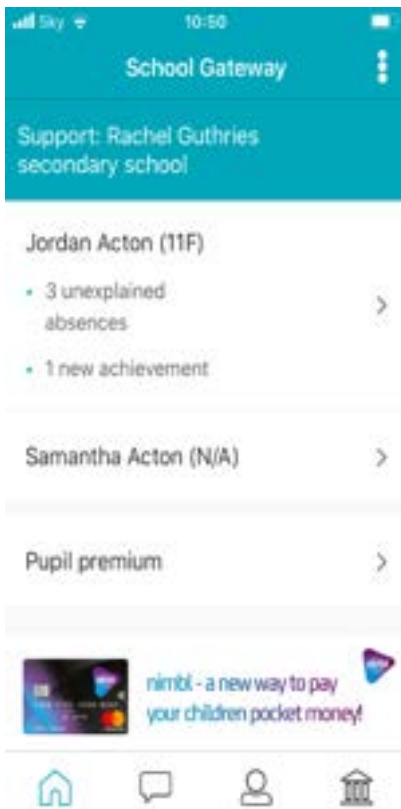 Sky 10:50
School Gateway
Support: Rachel Guthries
secondary school
Jordan Acton (11F)
• 3 unexplained
absences
• 1 new achievement
Samantha Acton (N/A)
Pupil premium
nimbl - a new way to pay
your children pocket money!